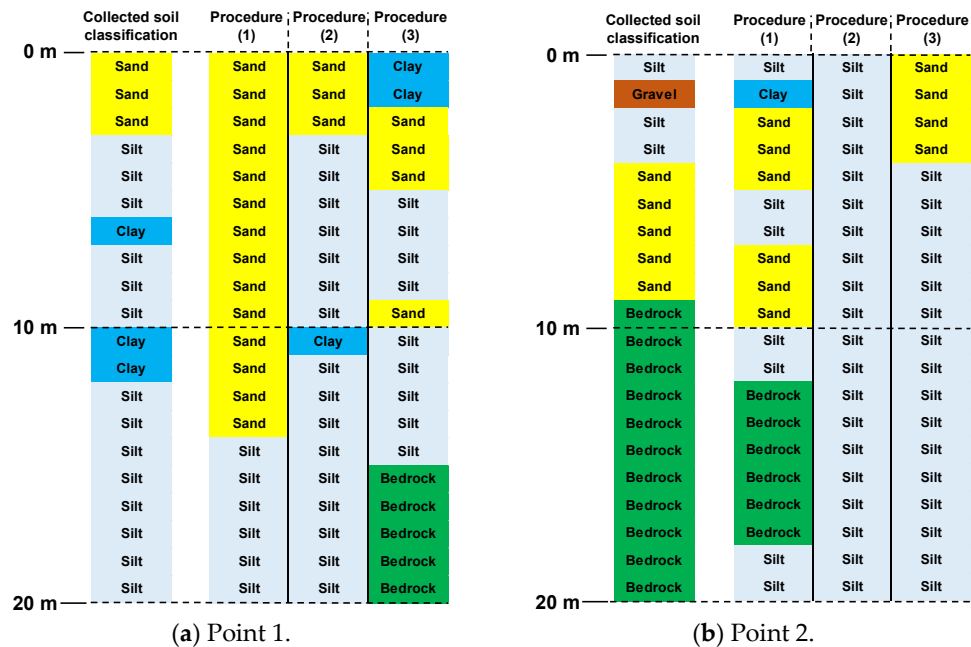 Collected soil Procedure Procedure Procedure
classification (1) (2) (3)
0 m
Sand Sand Sand Clay
Sand Sand Sand Clay
Sand Sand Sand Sand
Silt Sand Silt Sand
Silt Sand Silt Sand
Silt Sand Silt Silt
Clay Sand Silt Silt
Silt Sand Silt Silt
Silt Sand Silt Silt
Silt Sand Silt Sand
10 m
Clay Sand Clay Silt
Clay Sand Silt Silt
Silt Sand Silt Silt
Silt Sand Silt Silt
Silt Silt Silt Silt
Silt Silt Silt Bedrock
Silt Silt Silt Bedrock
Silt Silt Silt Bedrock
Silt Silt Silt Bedrock
Silt Silt Silt Bedrock
20 m
(a) Point 1.
Collected soil Procedure Procedure Procedure
classification (1) (2) (3)
0 m
Silt Silt Silt Sand
Gravel Clay Silt Sand
Silt Sand Silt Sand
Silt Sand Silt Sand
Sand Sand Silt Silt
Sand Silt Silt Silt
Sand Silt Silt Silt
Sand Sand Silt Silt
Sand Sand Silt Silt
Bedrock Sand Silt Silt
10 m
Bedrock Silt Silt Silt
Bedrock Silt Silt Silt
Bedrock Bedrock Silt Silt
Bedrock Bedrock Silt Silt
Bedrock Bedrock Silt Silt
Bedrock Bedrock Silt Silt
Bedrock Bedrock Silt Silt
Bedrock Bedrock Silt Silt
Bedrock Silt Silt Silt
Bedrock Silt Silt Silt
20 m
(b) Point 2.